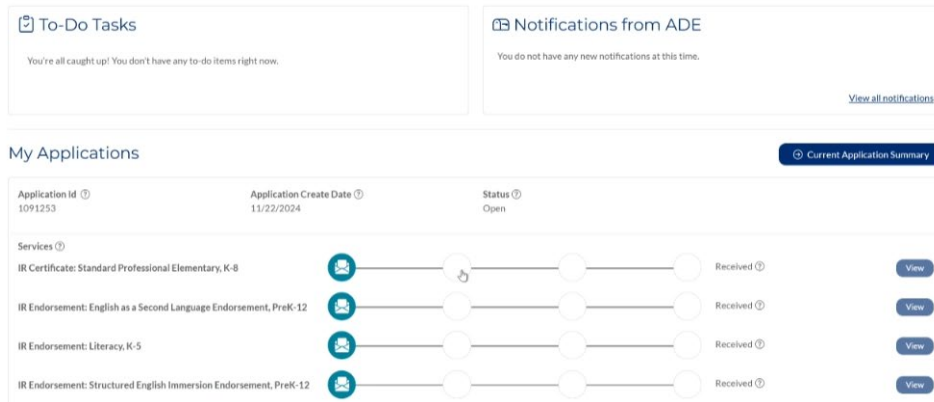 To-Do Tasks
You're all caught up! You don't have any to-do items right now.
Notifications from ADE
You do not have any new notifications at this time.
View all notifications
My Applications
Current Application Summary
Application Id
1091253
Application Create Date
11/22/2024
Status
Open
Services
IR Certificate: Standard Professional Elementary, K-8
Received
View
IR Endorsement: English as a Second Language Endorsement, PreK-12
Received
View
IR Endorsement: Literacy, K-5
Received
View
IR Endorsement: Structured English Immersion Endorsement, PreK-12
Received
View